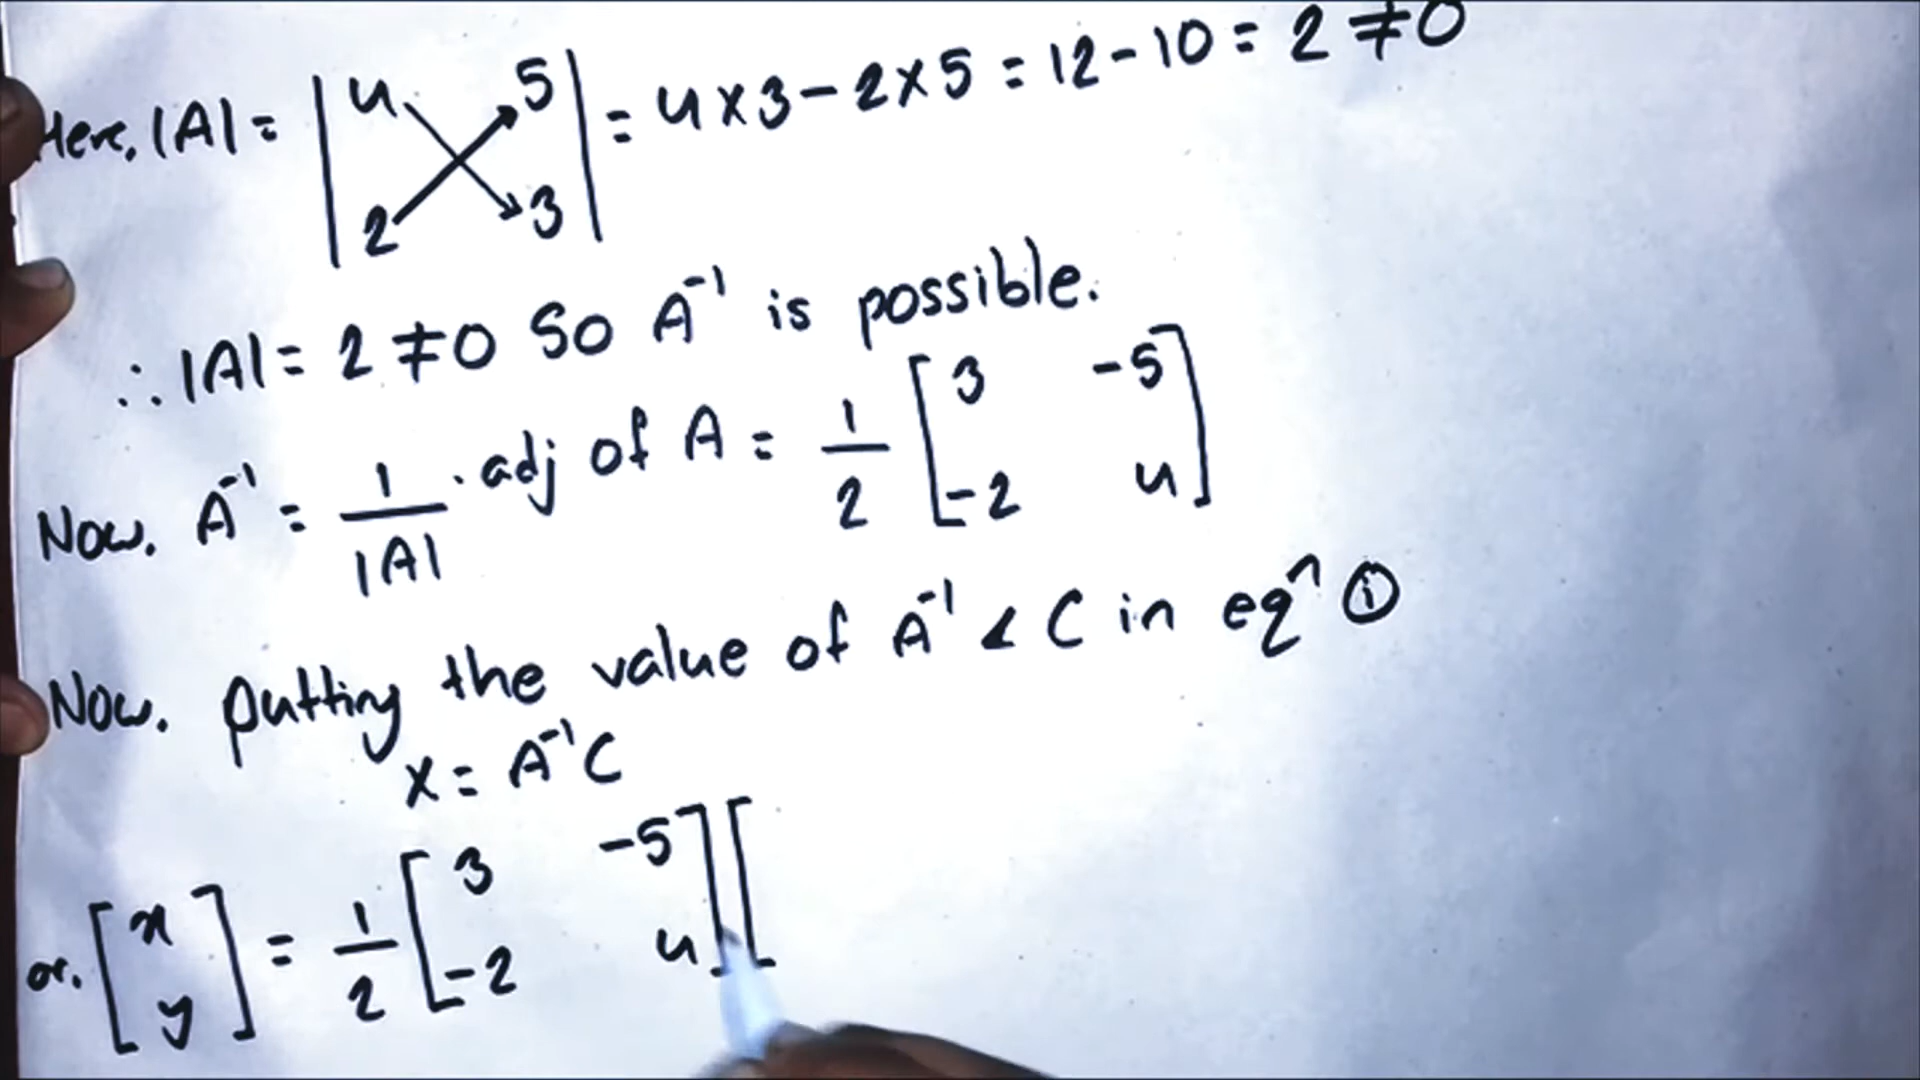 Here, |A| = | 4 5 | = 4×3-2×5 = 12-10 = 2 ≠0
2 3
∴ |A| = 2 ≠0 So A⁻¹ is possible.
Now. A⁻¹ = 1/|A| . adj of A = 1/2 [ 3 -5
-2 4 ]
Now. putting the value of A⁻¹ & C in eqⁿ ⓘ
X = A⁻¹C
or. [ x y ] = 1/2 [ 3 -5
-2 4 ] [